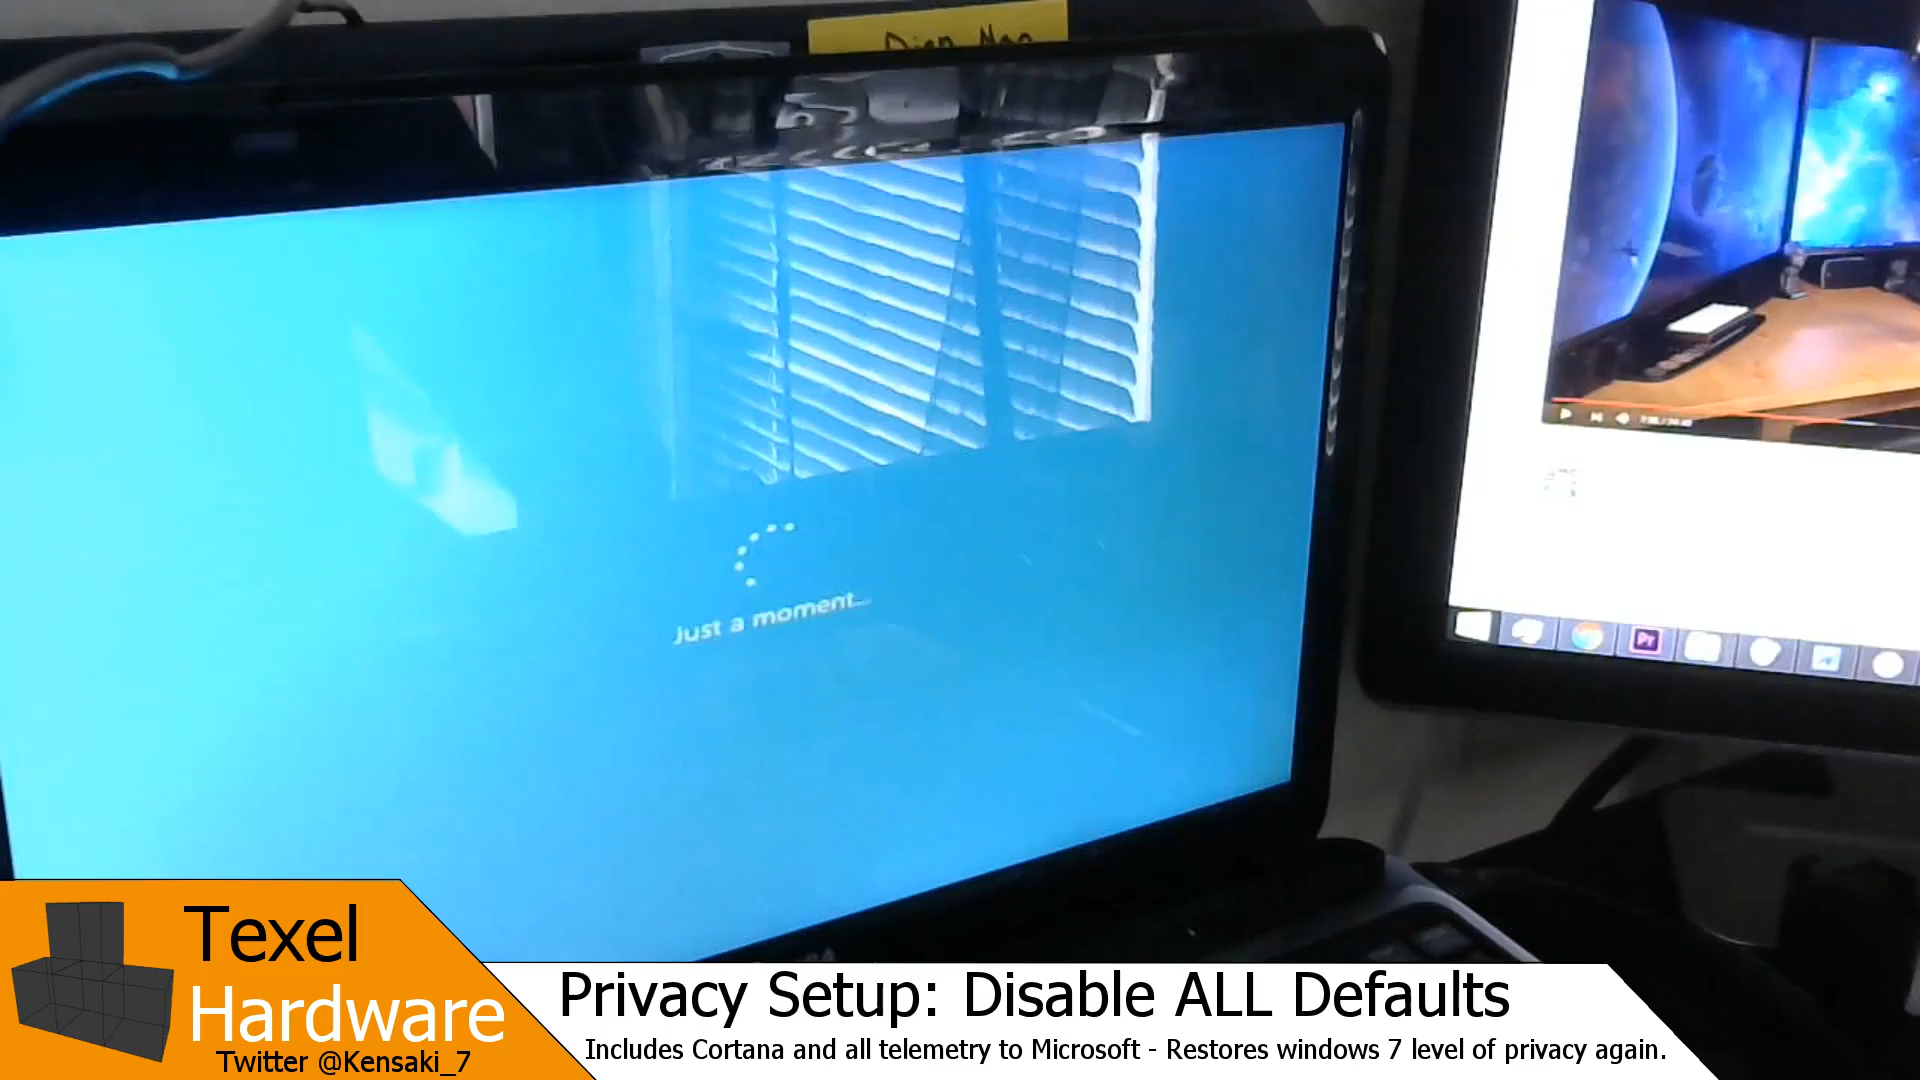 Just a moment...
Pr
Texel
Hardware
Twitter @Kensaki_7
Privacy Setup: Disable ALL Defaults
Includes Cortana and all telemetry to Microsoft - Restores windows 7 level of privacy again.